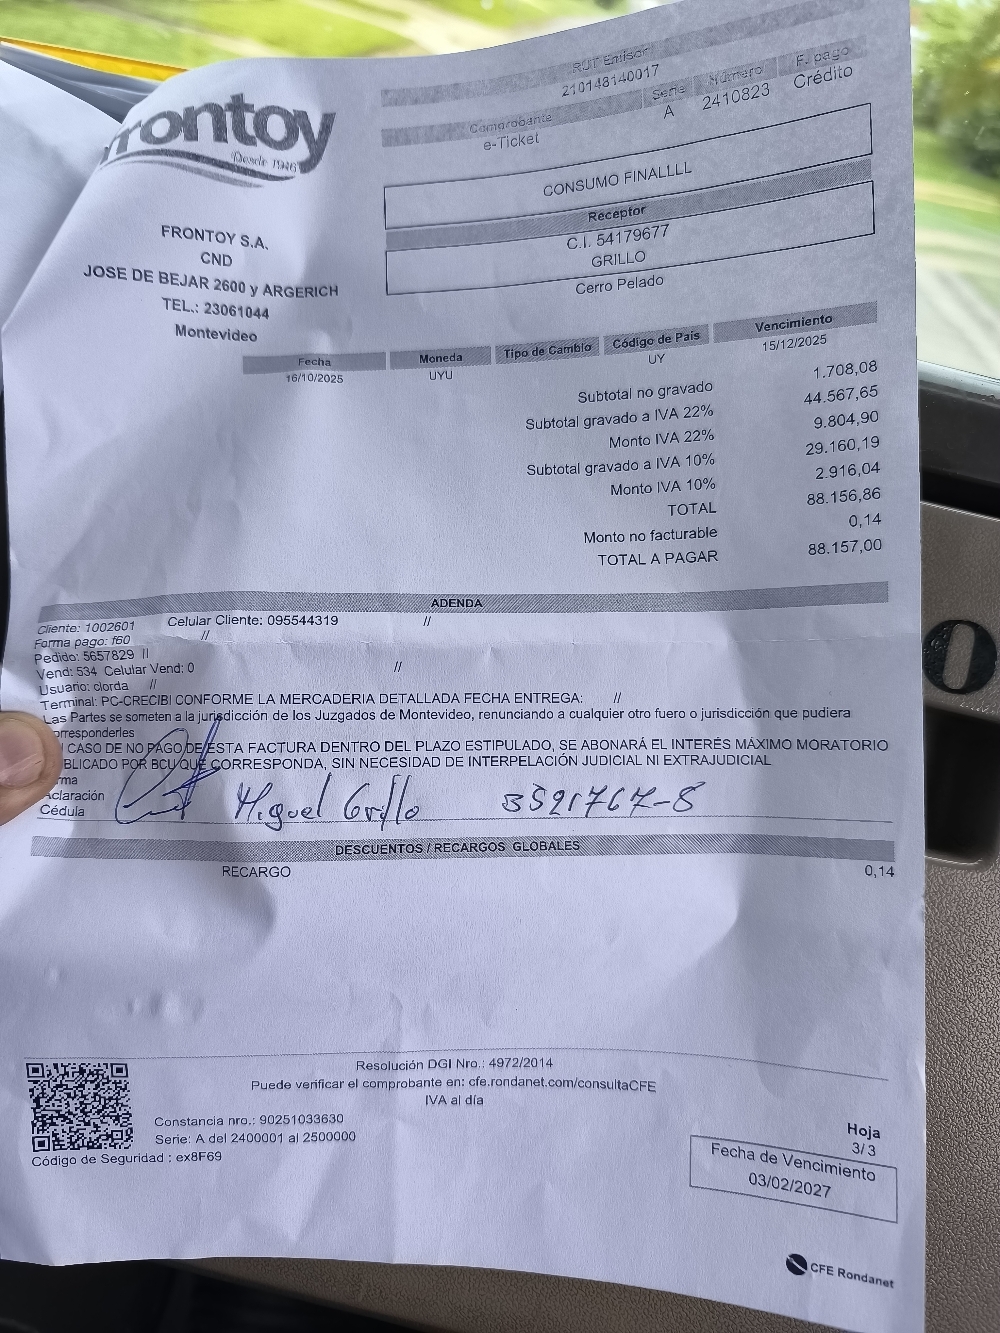 frontoy
Desde 1946
FRONTOY S.A.
CND
JOSE DE BEJAR 2600 y ARGERICH
TEL.: 23061044
Montevideo
RUT Emisor
210148140017
Comprobante Serie Número F. pago
e-Ticket A 2410823 Crédito
CONSUMO FINALLLL
Receptor
C.I. 54179677
GRILLO
Cerro Pelado
Fecha Moneda Tipo de Cambio Código de País Vencimiento
16/10/2025 UYU UY 15/12/2025
Subtotal no gravado 1.708,08
Subtotal gravado a IVA 22% 44.567,65
Monto IVA 22% 9.804,90
Subtotal gravado a IVA 10% 29.160,19
Monto IVA 10% 2.916,04
TOTAL 88.156,86
Monto no facturable 0,14
TOTAL A PAGAR 88.157,00
ADENDA
Cliente: 1002601 Celular Cliente: 095544319 //
Forma pago: f60 //
Pedido: 5657829 //
Vend: 534 Celular Vend: 0 //
Usuario: clorda //
Terminal: PC-CRECIBI CONFORME LA MERCADERIA DETALLADA FECHA ENTREGA: //
Las Partes se someten a la jurisdicción de los Juzgados de Montevideo, renunciando a cualquier otro fuero o jurisdicción que pudiera
orresponderles
CASO DE NO PAGO DE ESTA FACTURA DENTRO DEL PLAZO ESTIPULADO, SE ABONARÁ EL INTERÉS MÁXIMO MORATORIO
BLICADO POR BCU QUE CORRESPONDA, SIN NECESIDAD DE INTERPELACIÓN JUDICIAL NI EXTRAJUDICIAL
rma
Aclaración Miguel Grillo 3521767-8
Cédula
DESCUENTOS / RECARGOS GLOBALES
RECARGO 0,14
Resolución DGI Nro.: 4972/2014
Puede verificar el comprobante en: cfe.rondanet.com/consultaCFE
IVA al día
Constancia nro.: 90251033630
Serie: A del 2400001 al 2500000
Código de Seguridad : ex8F69
Hoja
3/3
Fecha de Vencimiento
03/02/2027
CFE Rondanet